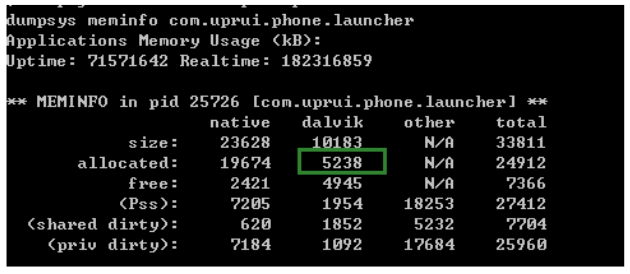 dumpsys meminfo com.uprui.phone.launcher
Applications Memory Usage (kB):
Uptime: 71571642 Realtime: 182316859
** MEMINFO in pid 25726 [com.uprui.phone.launcher] **
native dalvik other total
size: 23628 10183 N/A 33811
allocated: 19674 5238 N/A 24912
free: 2421 4945 N/A 7366
(Pss): 7205 1954 18253 27412
(shared dirty): 620 1852 5232 7704
(priv dirty): 7184 1092 17684 25960